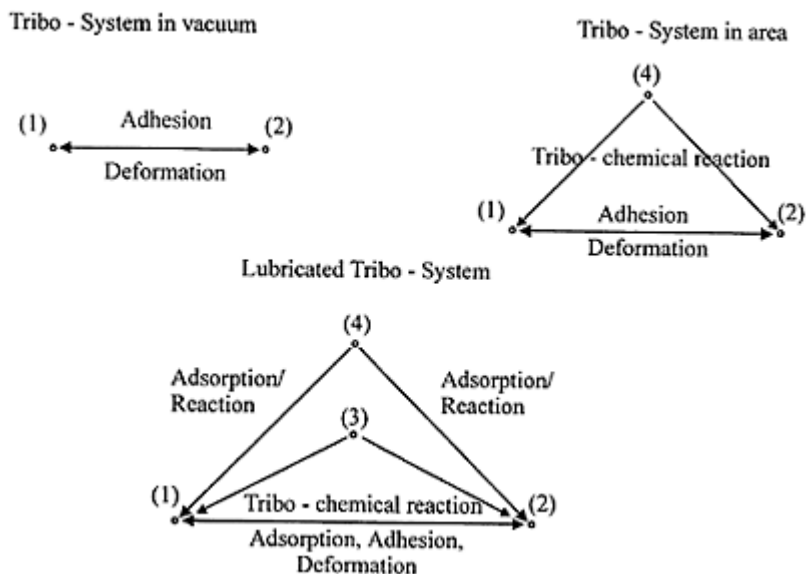 Tribo - System in vacuum
(1)
Adhesion
(2)
Deformation
Tribo - System in area
(4)
Tribo - chemical reaction
(1)
Adhesion
(2)
Deformation
Lubricated Tribo - System
(4)
Adsorption/
Reaction
Adsorption/
Reaction
(3)
(1)
Tribo - chemical reaction
(2)
Adsorption, Adhesion,
Deformation